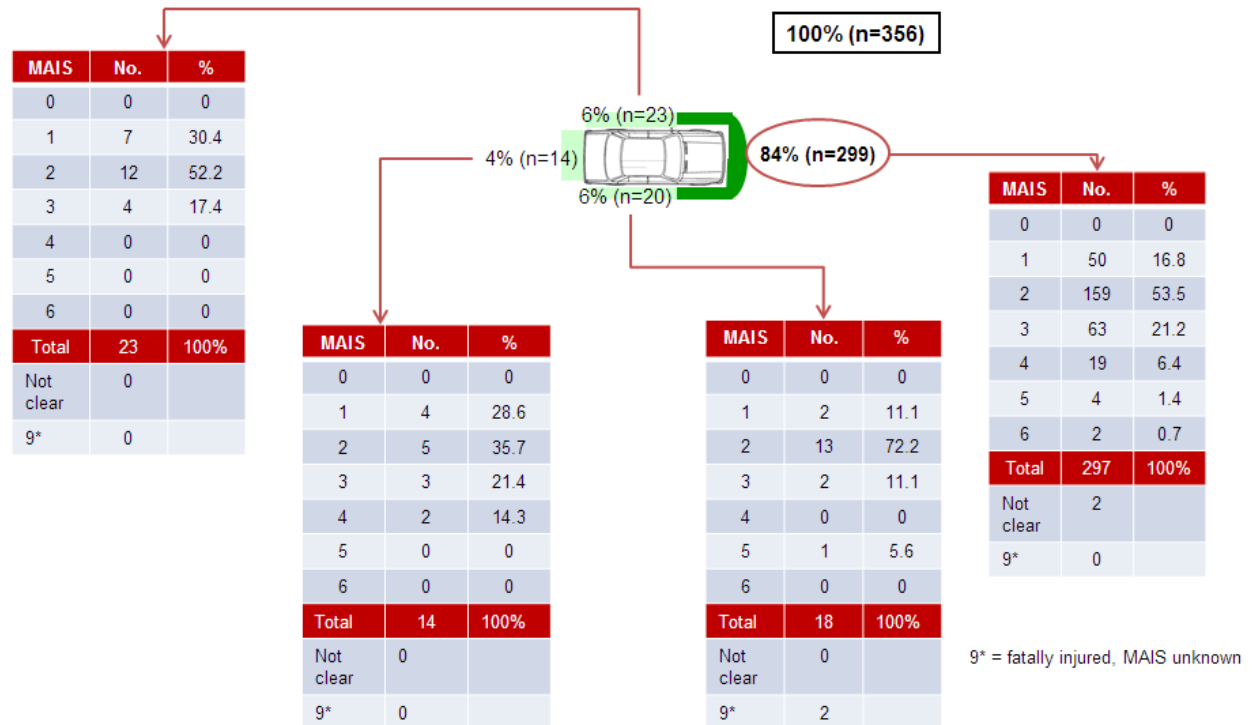 100% (n=356)
6% (n=23)
4% (n=14)
84% (n=299)
6% (n=20)
MAIS No. %
0 0 0
1 7 30.4
2 12 52.2
3 4 17.4
4 0 0
5 0 0
6 0 0
Total 23 100%
Not 0
clear
9* 0
MAIS No. %
0 0 0
1 4 28.6
2 5 35.7
3 3 21.4
4 2 14.3
5 0 0
6 0 0
Total 14 100%
Not 0
clear
9* 0
MAIS No. %
0 0 0
1 2 11.1
2 13 72.2
3 2 11.1
4 0 0
5 1 5.6
6 0 0
Total 18 100%
Not 0
clear
9* 2
MAIS No. %
0 0 0
1 50 16.8
2 159 53.5
3 63 21.2
4 19 6.4
5 4 1.4
6 2 0.7
Total 297 100%
Not 2
clear
9* 0
9* = fatally injured, MAIS unknown